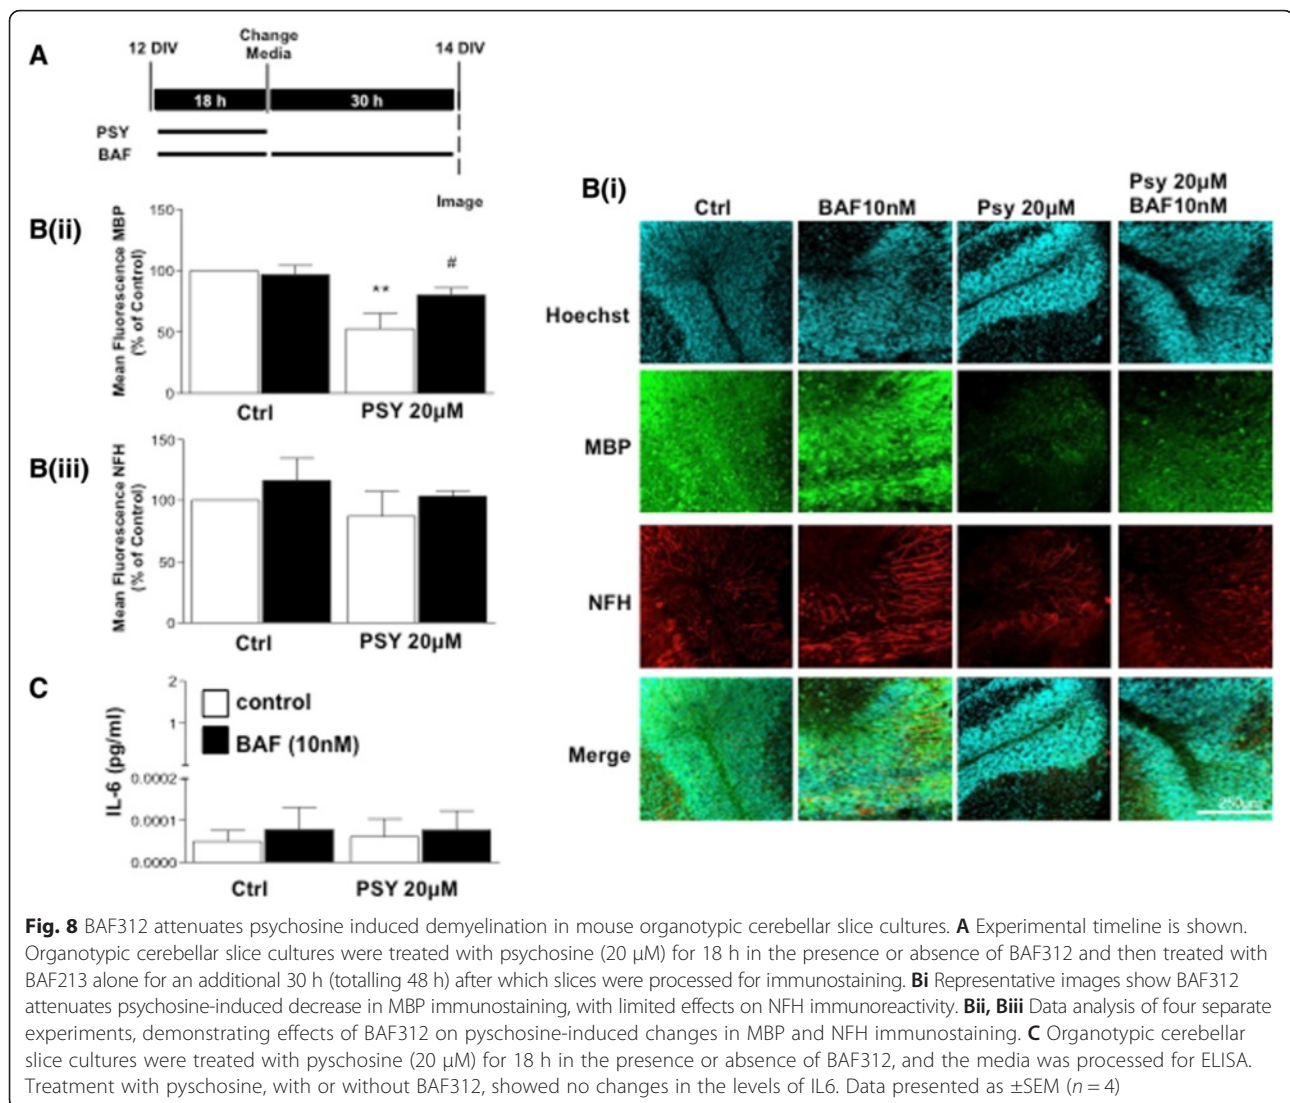 A
12 DIV
Change
Media
14 DIV
18 h
30 h
PSY
BAF
Image
B(ii)
Mean Fluorescence MBP
(% of Control)
150
100
50
0
**
#
Ctrl
PSY 20µM
B(iii)
Mean Fluorescence NFH
(% of Control)
150
100
50
0
Ctrl
PSY 20µM
C
IL-6 (pg/ml)
2
1
0.0002
0.0001
0.0000
control
BAF (10nM)
Ctrl
PSY 20µM
B(i)
Ctrl
BAF10nM
Psy 20µM
Psy 20µM
BAF10nM
Hoechst
MBP
NFH
Merge
250µm
Fig. 8 BAF312 attenuates psychosine induced demyelination in mouse organotypic cerebellar slice cultures. A Experimental timeline is shown.
Organotypic cerebellar slice cultures were treated with psychosine (20 µM) for 18 h in the presence or absence of BAF312 and then treated with
BAF213 alone for an additional 30 h (totalling 48 h) after which slices were processed for immunostaining. Bi Representative images show BAF312
attenuates psychosine-induced decrease in MBP immunostaining, with limited effects on NFH immunoreactivity. Bii, Biii Data analysis of four separate
experiments, demonstrating effects of BAF312 on pyschosine-induced changes in MBP and NFH immunostaining. C Organotypic cerebellar
slice cultures were treated with pyschosine (20 µM) for 18 h in the presence or absence of BAF312, and the media was processed for ELISA.
Treatment with pyschosine, with or without BAF312, showed no changes in the levels of IL6. Data presented as ±SEM (n = 4)